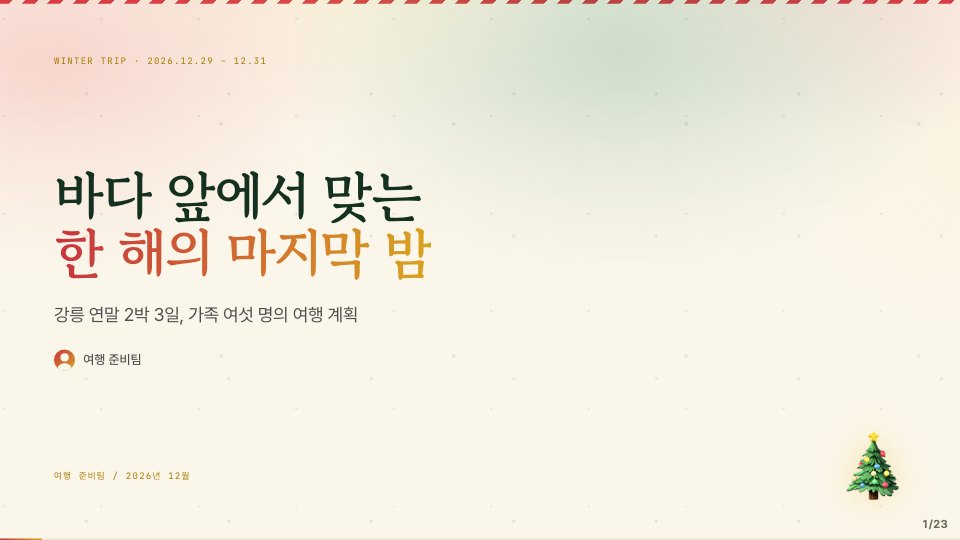 WINTER TRIP · 2026.12.29 – 12.31
바다 앞에서 맞는
한 해의 마지막 밤
강릉 연말 2박 3일, 가족 여섯 명의 여행 계획
여행 준비팀
여행 준비팀 / 2026년 12월
1/23